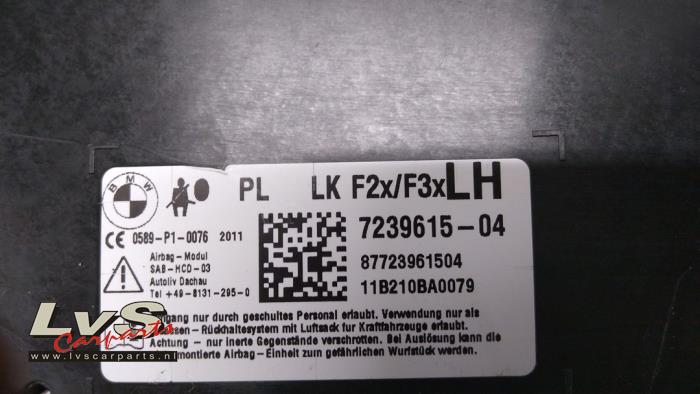 BMW
PL LK F2x/F3x LH
CE 0589-P1-0076 2011
7239615-04
Airbag-Modul
SAB-HCD-03
Autoliv Dachau
Tel +49-8131-295-0
87723961504
11B210BA0079
nur durch geschultes Personal erlaubt. Verwendung nur als
Rückhaltesystem mit Luftsack für Kraftfahrzeuge erlaubt.
Achtung - nur inerte Gegenstände verschrotten. Bei Auslösung kann die
montierte Airbag-Einheit zum gefährlichen Wurfstück werden.
LvS
Carparts
www.lvscarparts.nl